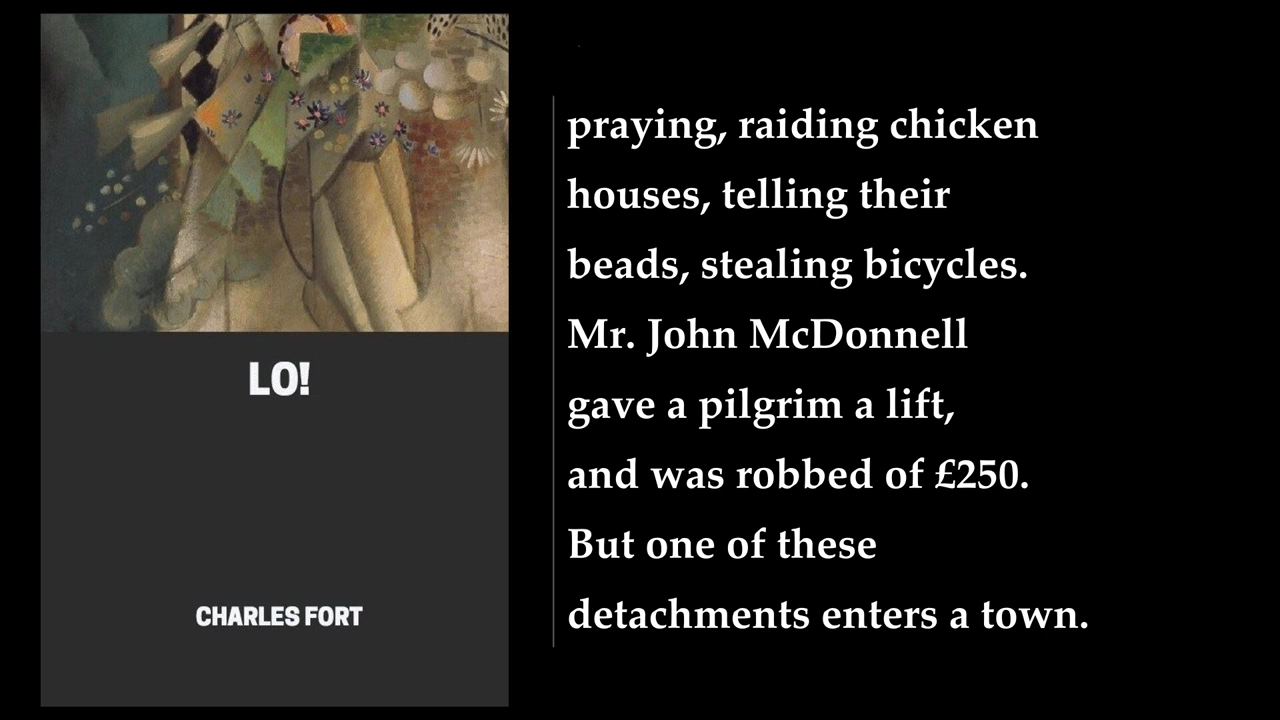 LO!
CHARLES FORT
praying, raiding chicken
houses, telling their
beads, stealing bicycles.
Mr. John McDonnell
gave a pilgrim a lift,
and was robbed of £250.
But one of these
detachments enters a town.